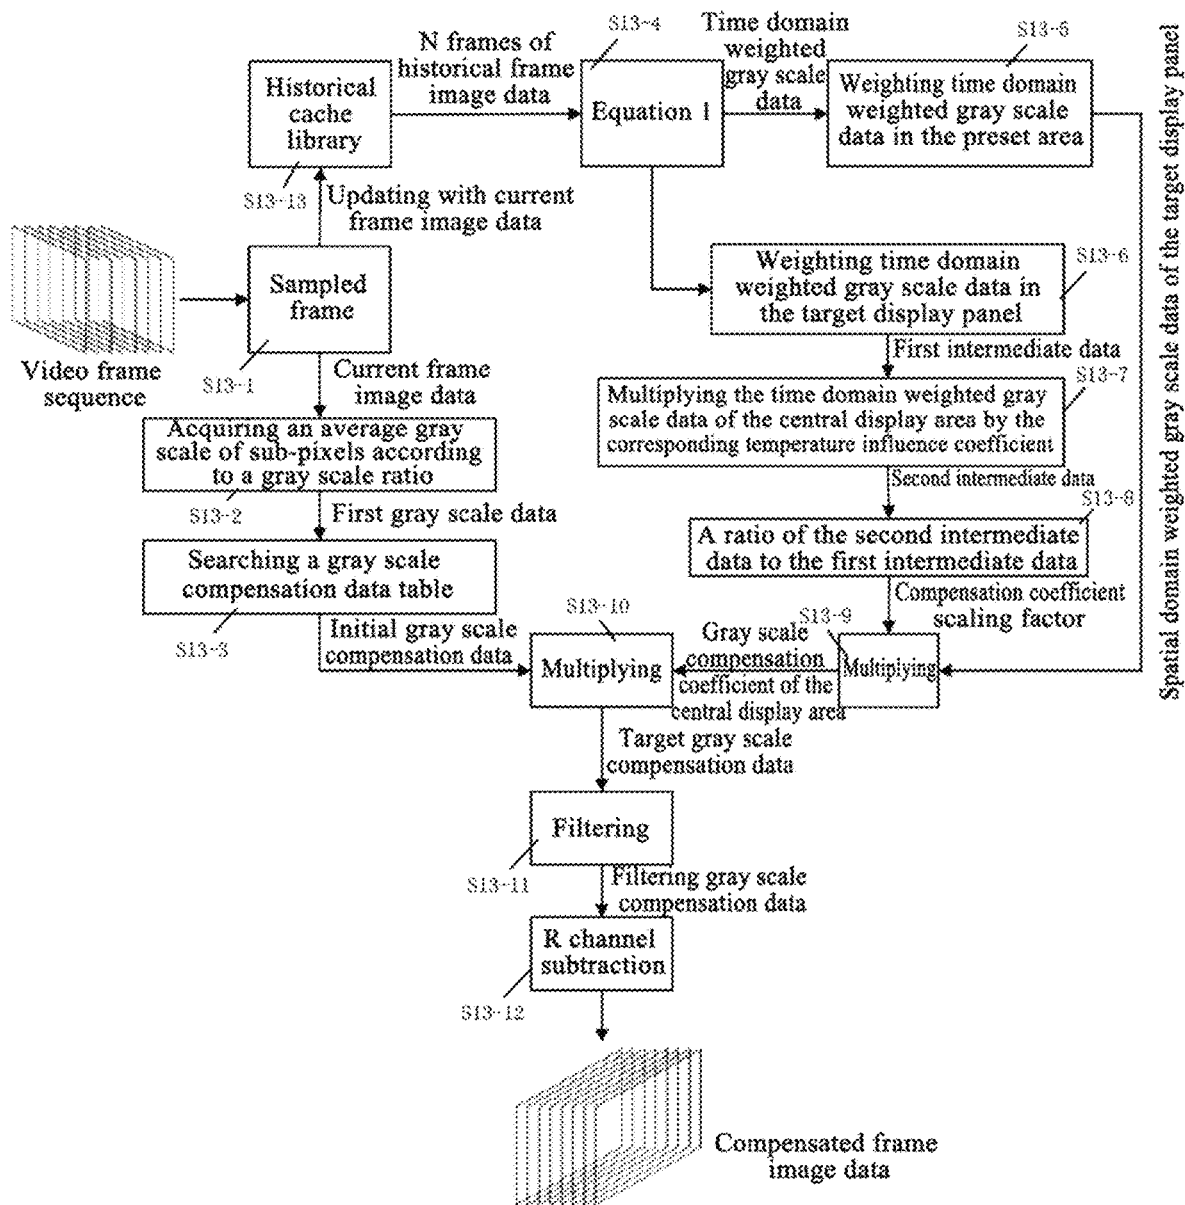 S13-4
Time domain
weighted
gray scale
data
S13-5
N frames of
historical frame
image data
Historical
cache
library
Equation 1
Weighting time domain
weighted gray scale
data in the preset area
Spatial domain weighted gray scale data of the target display panel
S13-13
Updating with current
frame image data
Sampled
frame
Weighting time domain
weighted gray scale data in
the target display panel
S13-6
Video frame
sequence
S13-1
Current frame
image data
First intermediate data
S13-7
Multiplying the time domain weighted gray
scale data of the central display area by the
corresponding temperature influence coefficient
Acquiring an average gray
scale of sub-pixels according
to a gray scale ratio
Second intermediate data
S13-8
S13-2
First gray scale data
A ratio of the second intermediate
data to the first intermediate data
Searching a gray scale
compensation data table
Compensation coefficient
scaling factor
S13-3
Initial gray scale
compensation data
S13-10
Multiplying
Gray scale
compensation
coefficient of the
central display area
S13-9
Multiplying
Target gray scale
compensation data
Filtering
S13-11
Filtering gray scale
compensation data
R channel
subtraction
S13-12
Compensated frame
image data